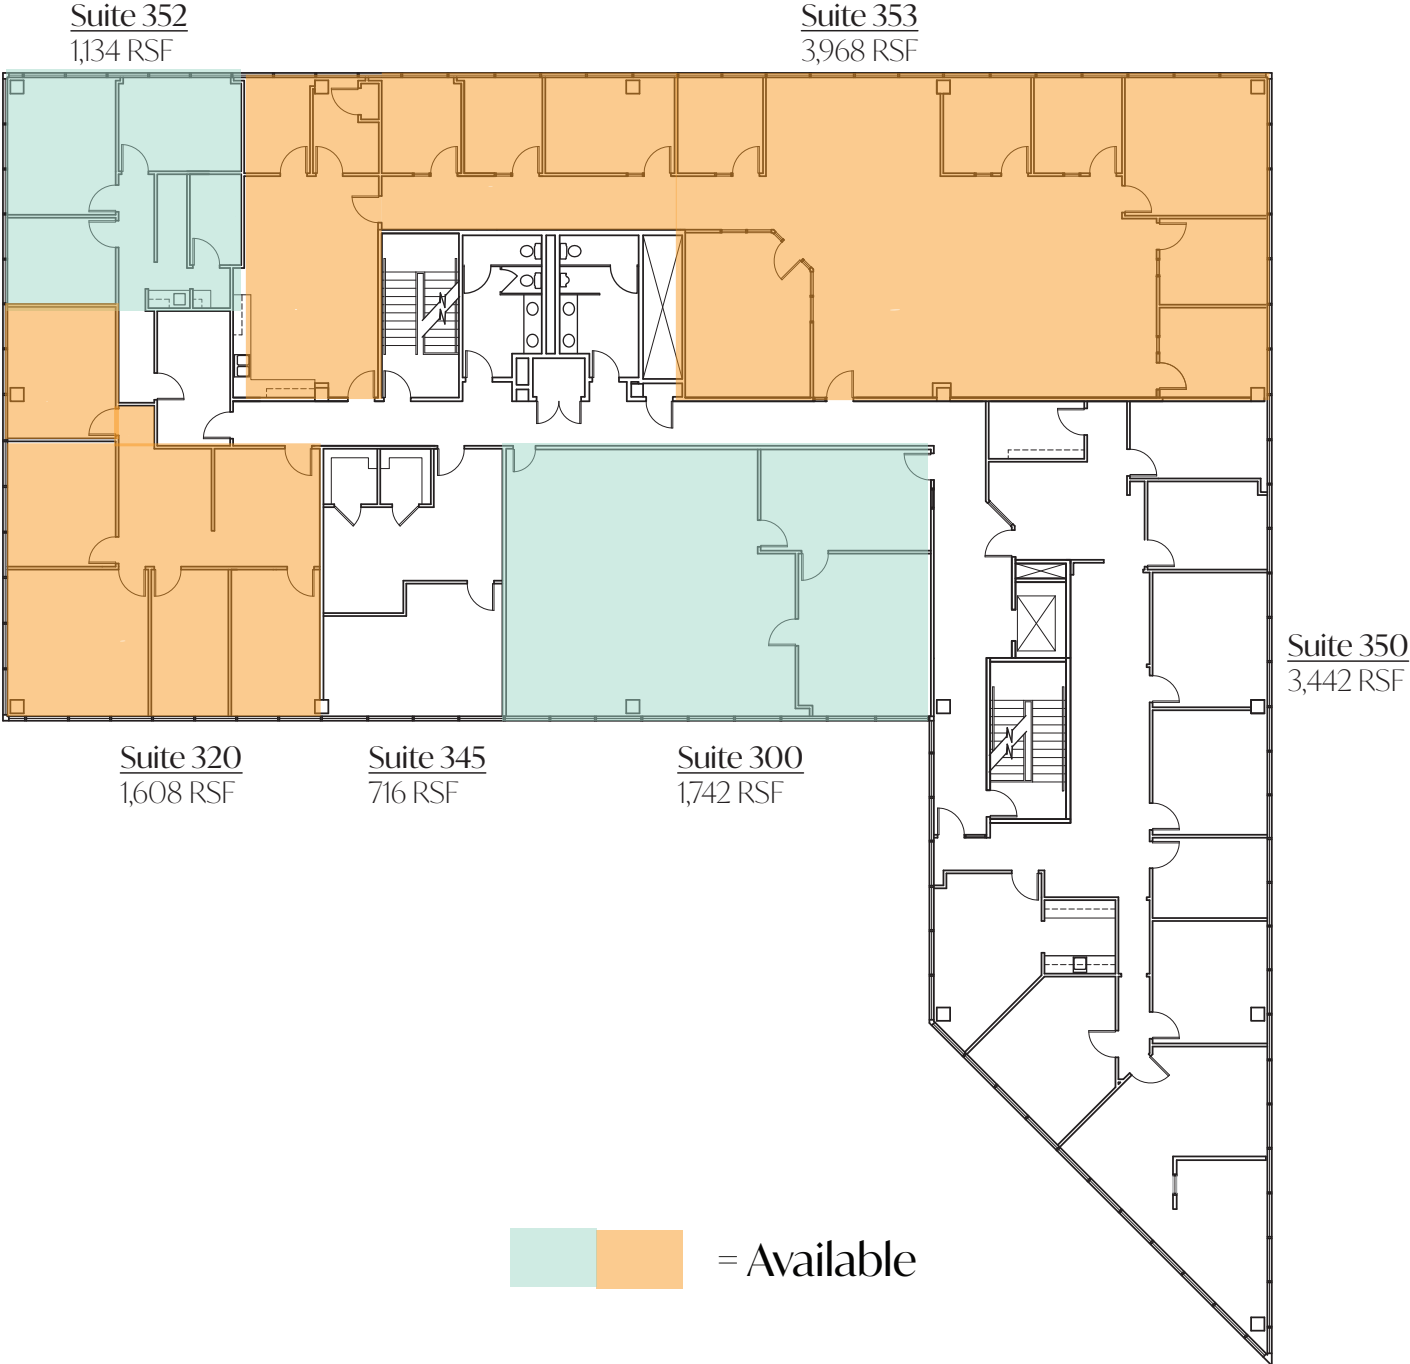 Suite 352
1,134 RSF
Suite 353
3,968 RSF
Suite 350
3,442 RSF
Suite 320
1,608 RSF
Suite 345
716 RSF
Suite 300
1,742 RSF
= Available